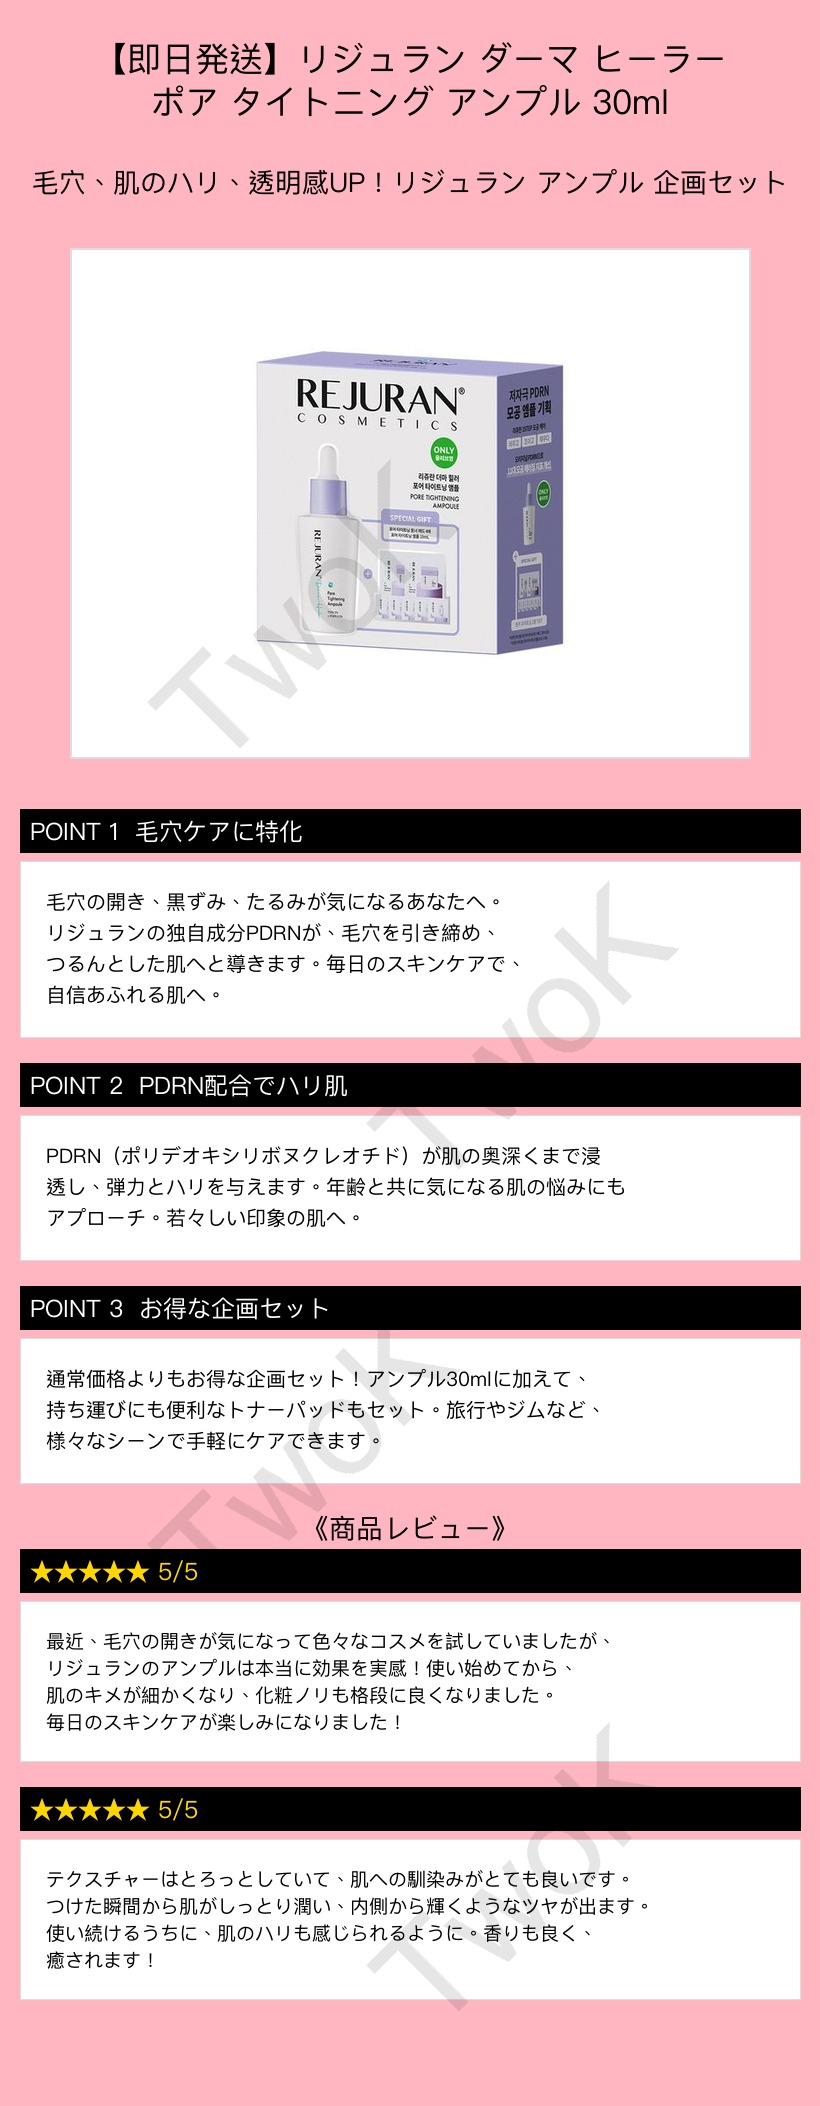 【即日発送】リジュラン ダーマ ヒーラー
ポア タイトニング アンプル 30ml
毛穴、肌のハリ、透明感UP！リジュラン アンプル 企画セット
REJURAN®
COSMETICS
ONLY
올리브영
리쥬란 더마 힐러
포어 타이트닝 앰플
PORE TIGHTENING
AMPOULE
SPECIAL GIFT
REJURAN
Pore
Tightening
Ampoule
저자극 PDRN
모공 앰플 기획
ONLY
TwoK
POINT 1 毛穴ケアに特化
毛穴の開き、黒ずみ、たるみが気になるあなたへ。
リジュランの独自成分PDRNが、毛穴を引き締め、
つるんとした肌へと導きます。毎日のスキンケアで、
自信あふれる肌へ。
TwoK
POINT 2 PDRN配合でハリ肌
PDRN（ポリデオキシリボヌクレオチド）が肌の奥深くまで浸
透し、弾力とハリを与えます。年齢と共に気になる肌の悩みにも
アプローチ。若々しい印象の肌へ。
POINT 3 お得な企画セット
通常価格よりもお得な企画セット！アンプル30mlに加えて、
持ち運びにも便利なトナーパッドもセット。旅行やジムなど、
様々なシーンで手軽にケアできます。
TwoK
《商品レビュー》
★★★★★ 5/5
最近、毛穴の開きが気になって色々なコスメを試していましたが、
リジュランのアンプルは本当に効果を実感！使い始めてから、
肌のキメが細かくなり、化粧ノリも格段に良くなりました。
毎日のスキンケアが楽しみになりました！
★★★★★ 5/5
テクスチャーはとろっとしていて、肌への馴染みがとても良いです。
つけた瞬間から肌がしっとり潤い、内側から輝くようなツヤが出ます。
使い続けるうちに、肌のハリも感じられるように。香りも良く、
癒されます！
TwoK